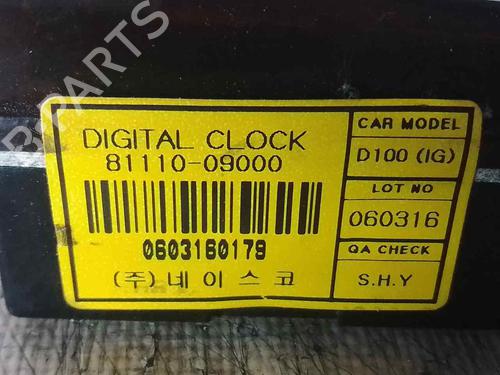 DIGITAL CLOCK
81110-09000
0603160179
(주)네이스코
CAR MODEL
D100 (IG)
LOT NO
060316
QA CHECK
S.H.Y
B PARTS